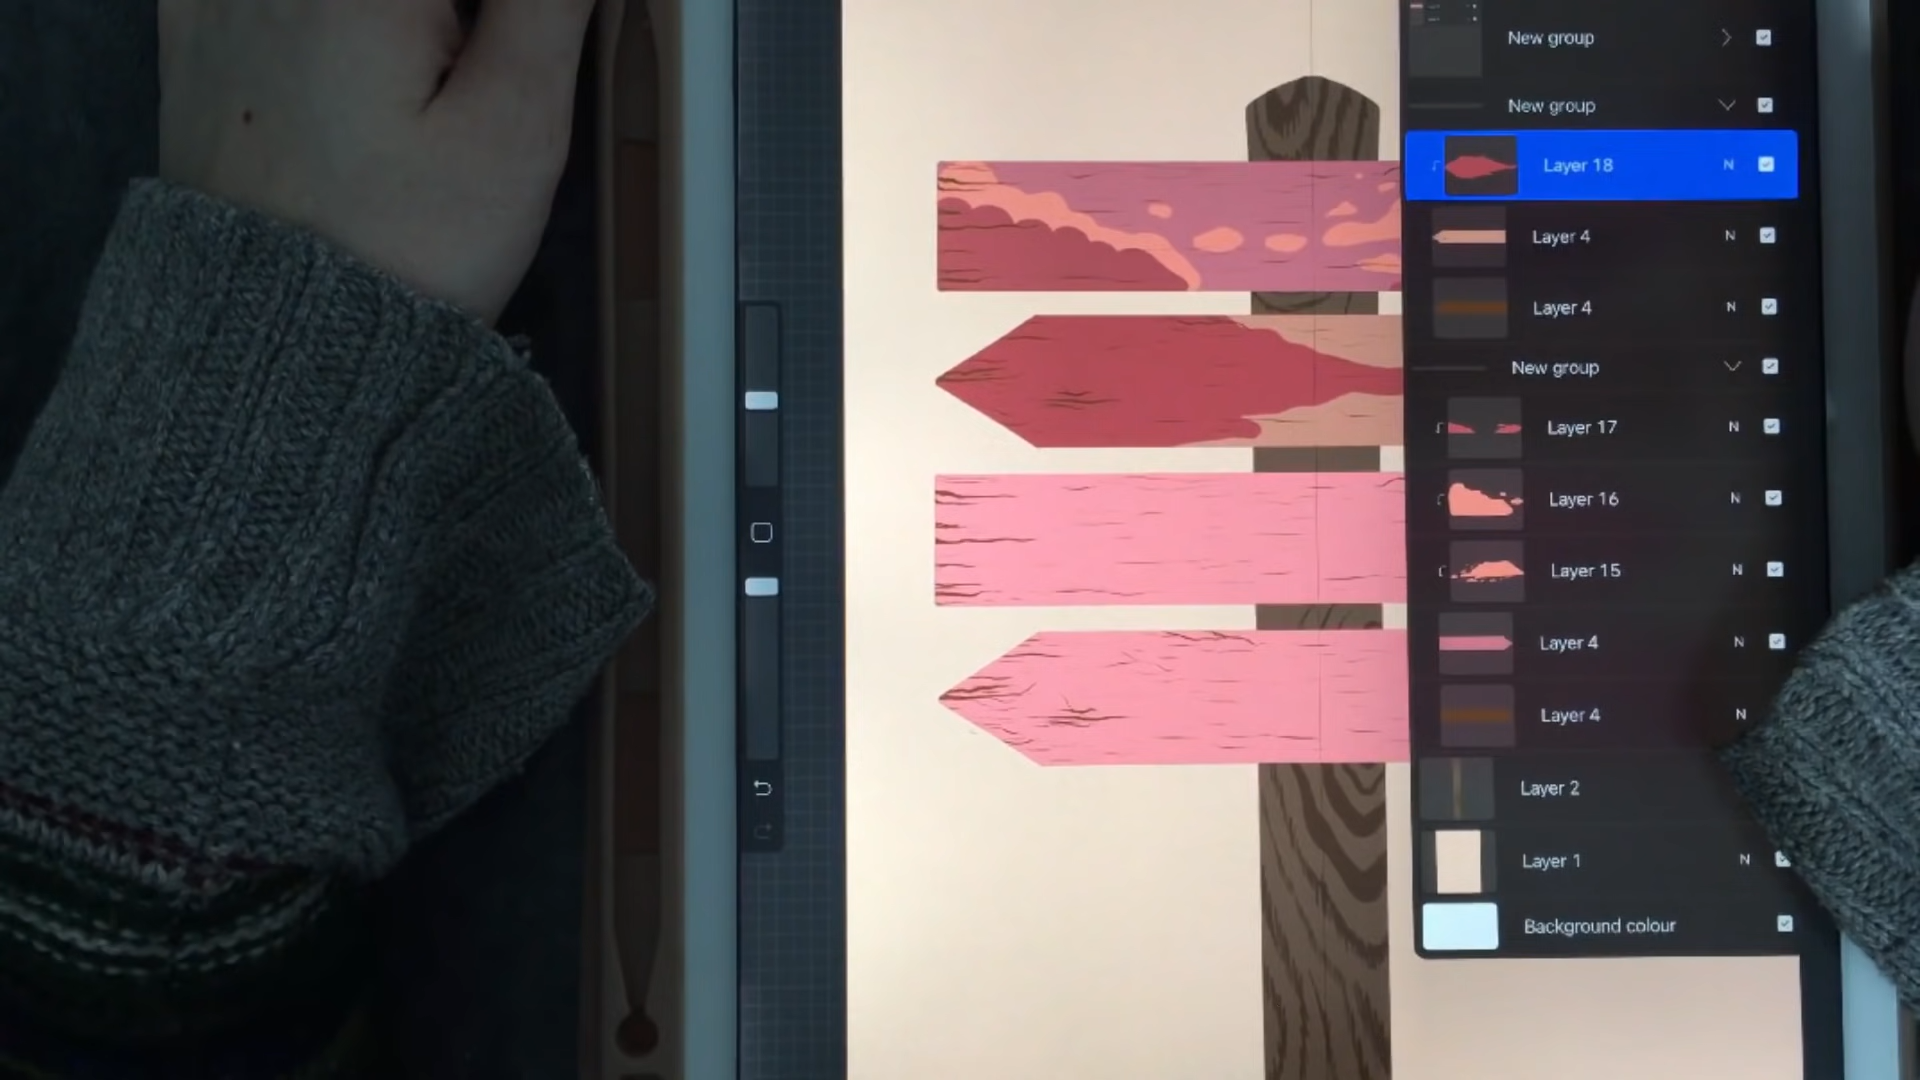 New group
New group
Layer 18 N
Layer 4 N
Layer 4 N
New group
Layer 17 N
Layer 16 N
Layer 15 N
Layer 4 N
Layer 4 N
Layer 2
Layer 1 N
Background colour